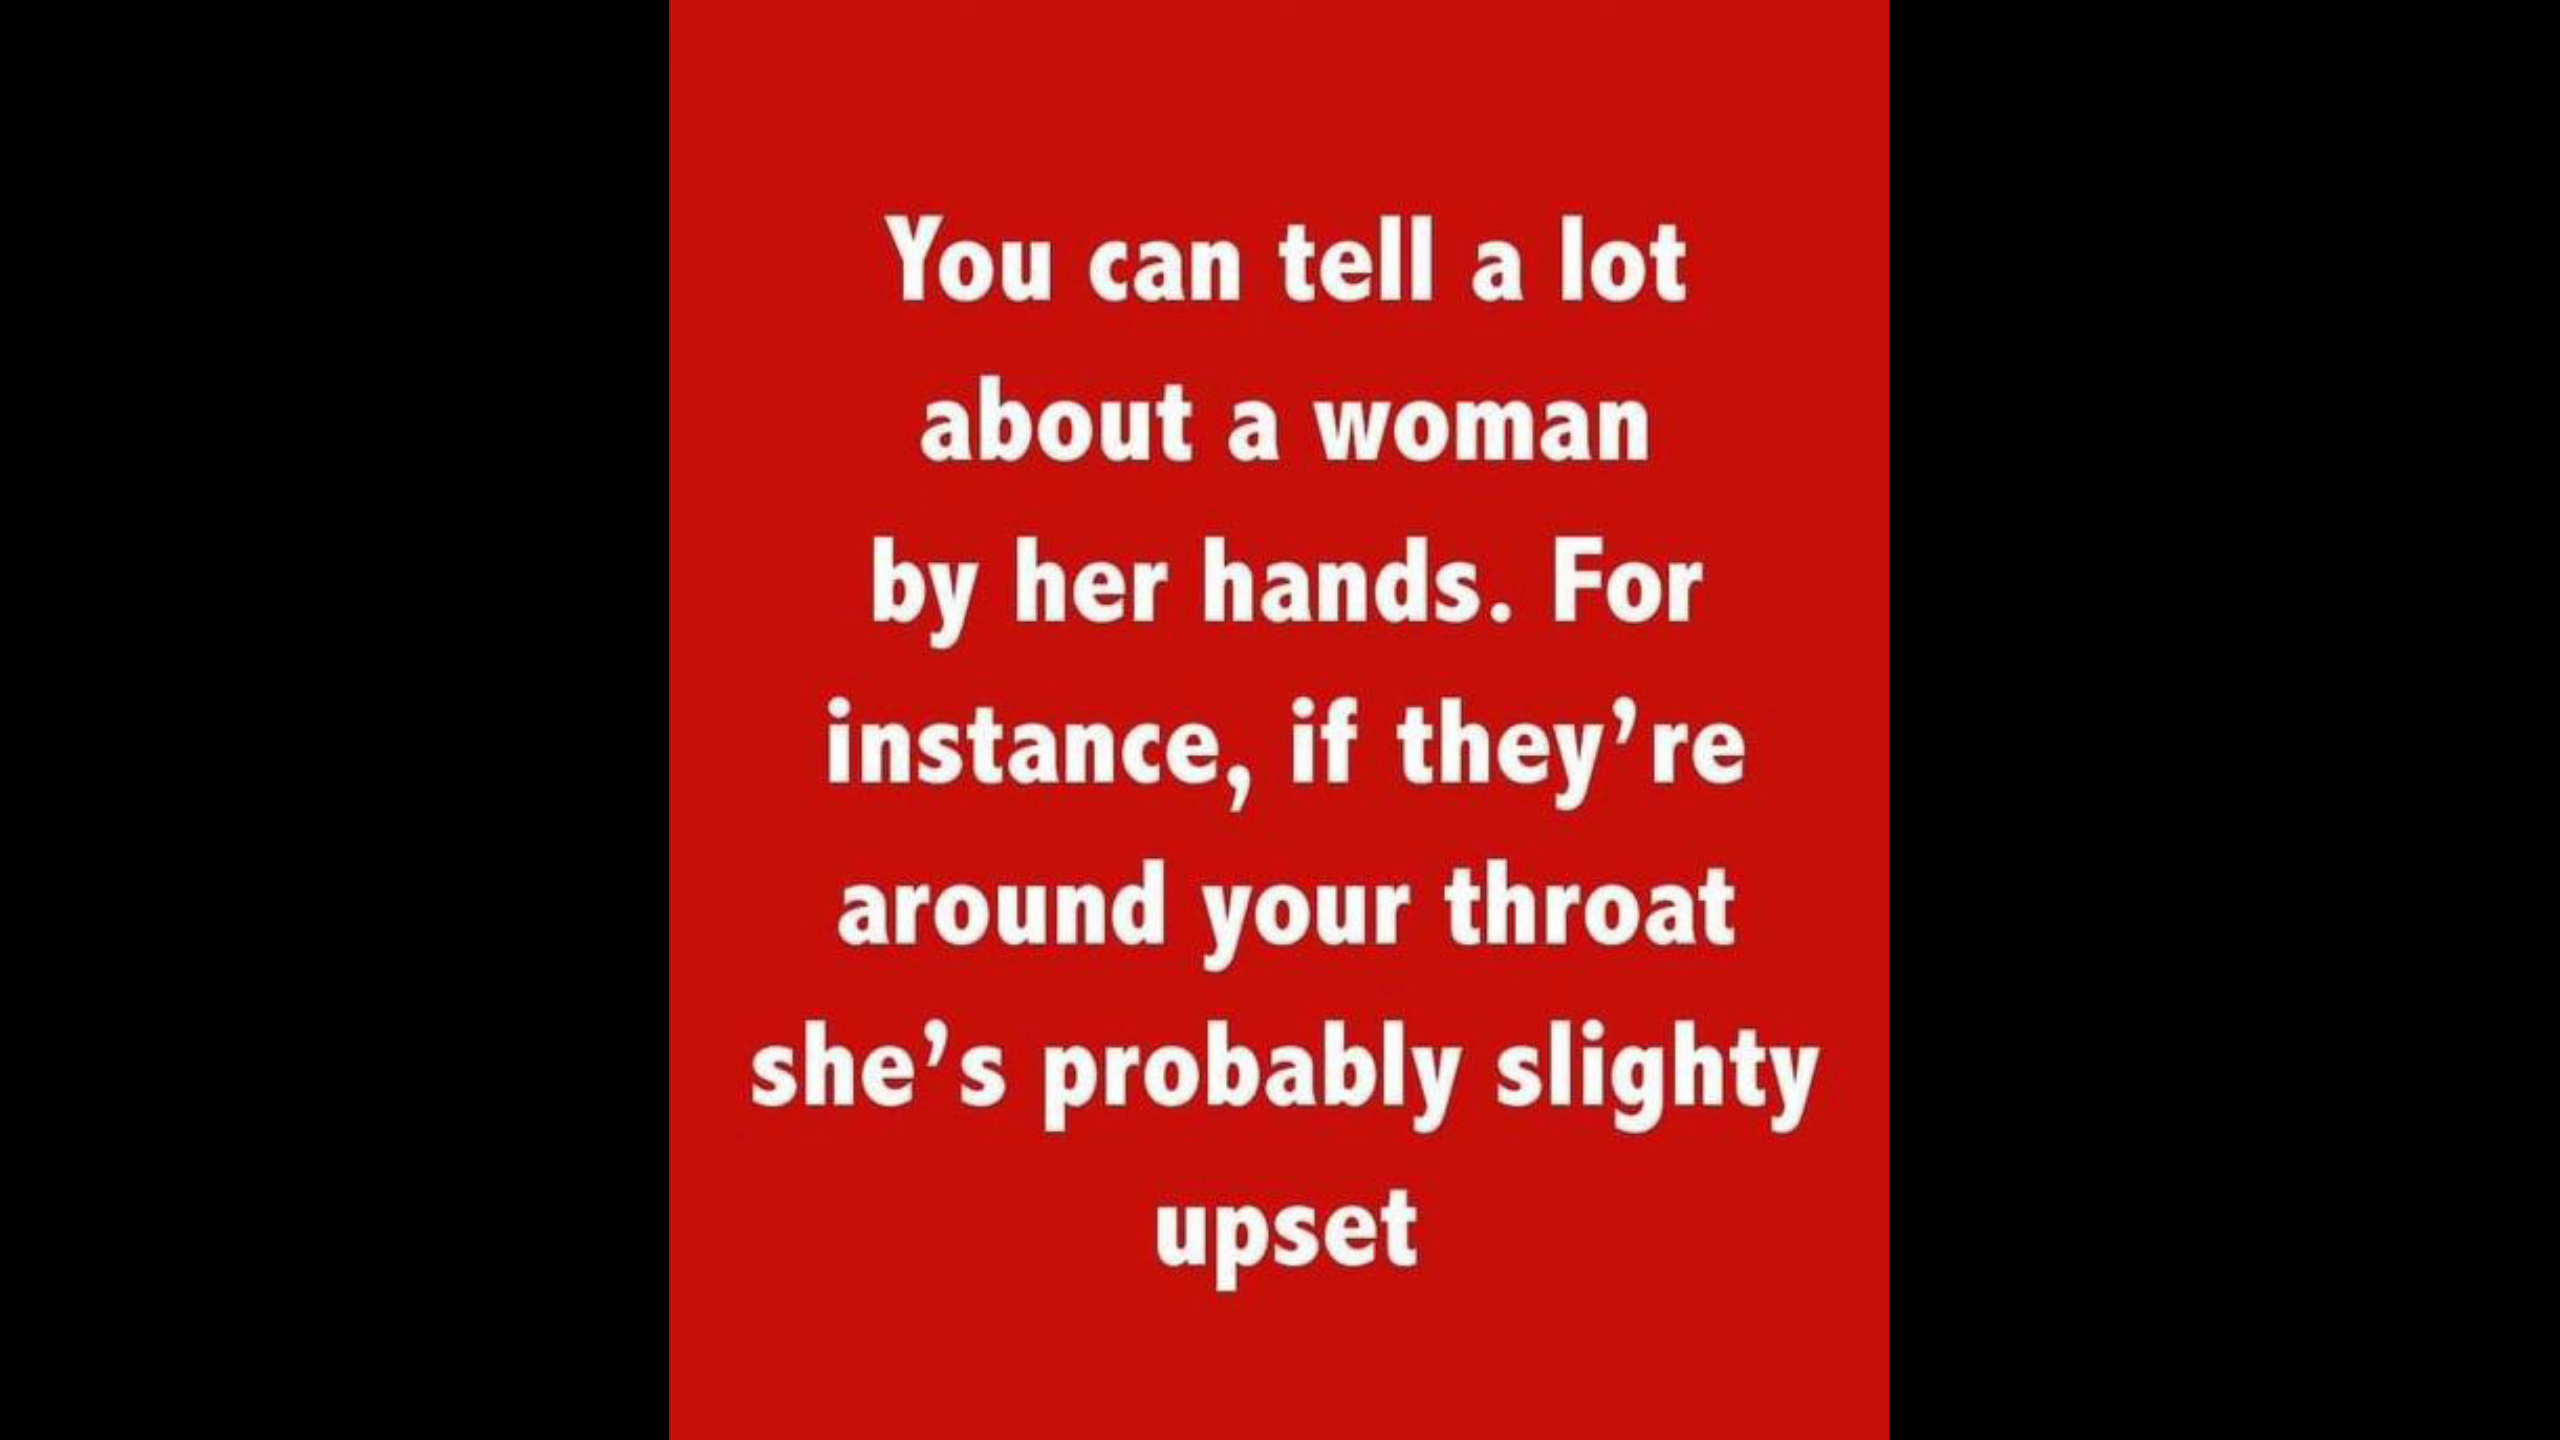 You can tell a lot
about a woman
by her hands. For
instance, if they’re
around your throat
she’s probably slighty
upset